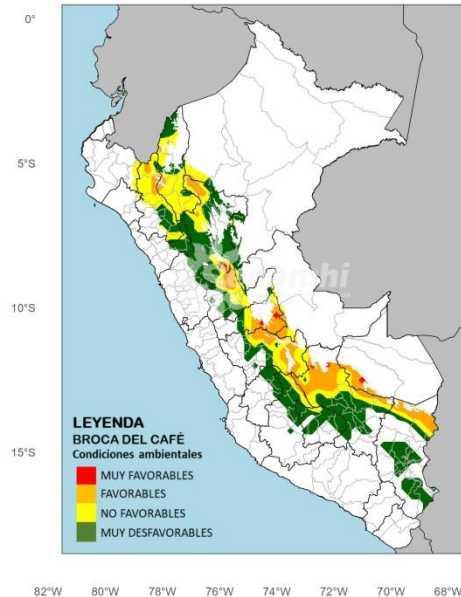 0°
5°S
10°S
15°S
senamhi
LEYENDA
BROCA DEL CAFÉ
Condiciones ambientales
MUY FAVORABLES
FAVORABLES
NO FAVORABLES
MUY DESFAVORABLES
82°W 80°W 78°W 76°W 74°W 72°W 70°W 68°W